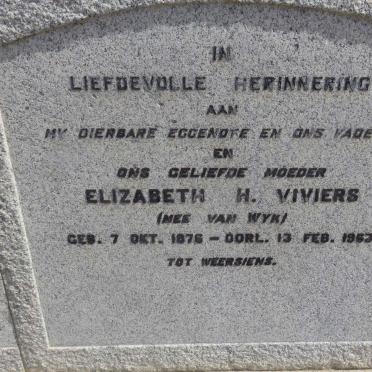 IN
LIEFDEVOLLE HERINNERING
AAN
MY DIERBARE EGGENOTE EN ONS VADE
EN
ONS GELIEFDE MOEDER
ELIZABETH H. VIVIERS
(NEE VAN WYK)
GEB. 7 OKT. 1876 — OORL. 13 FEB. 1963
TOT WEERSIENS.